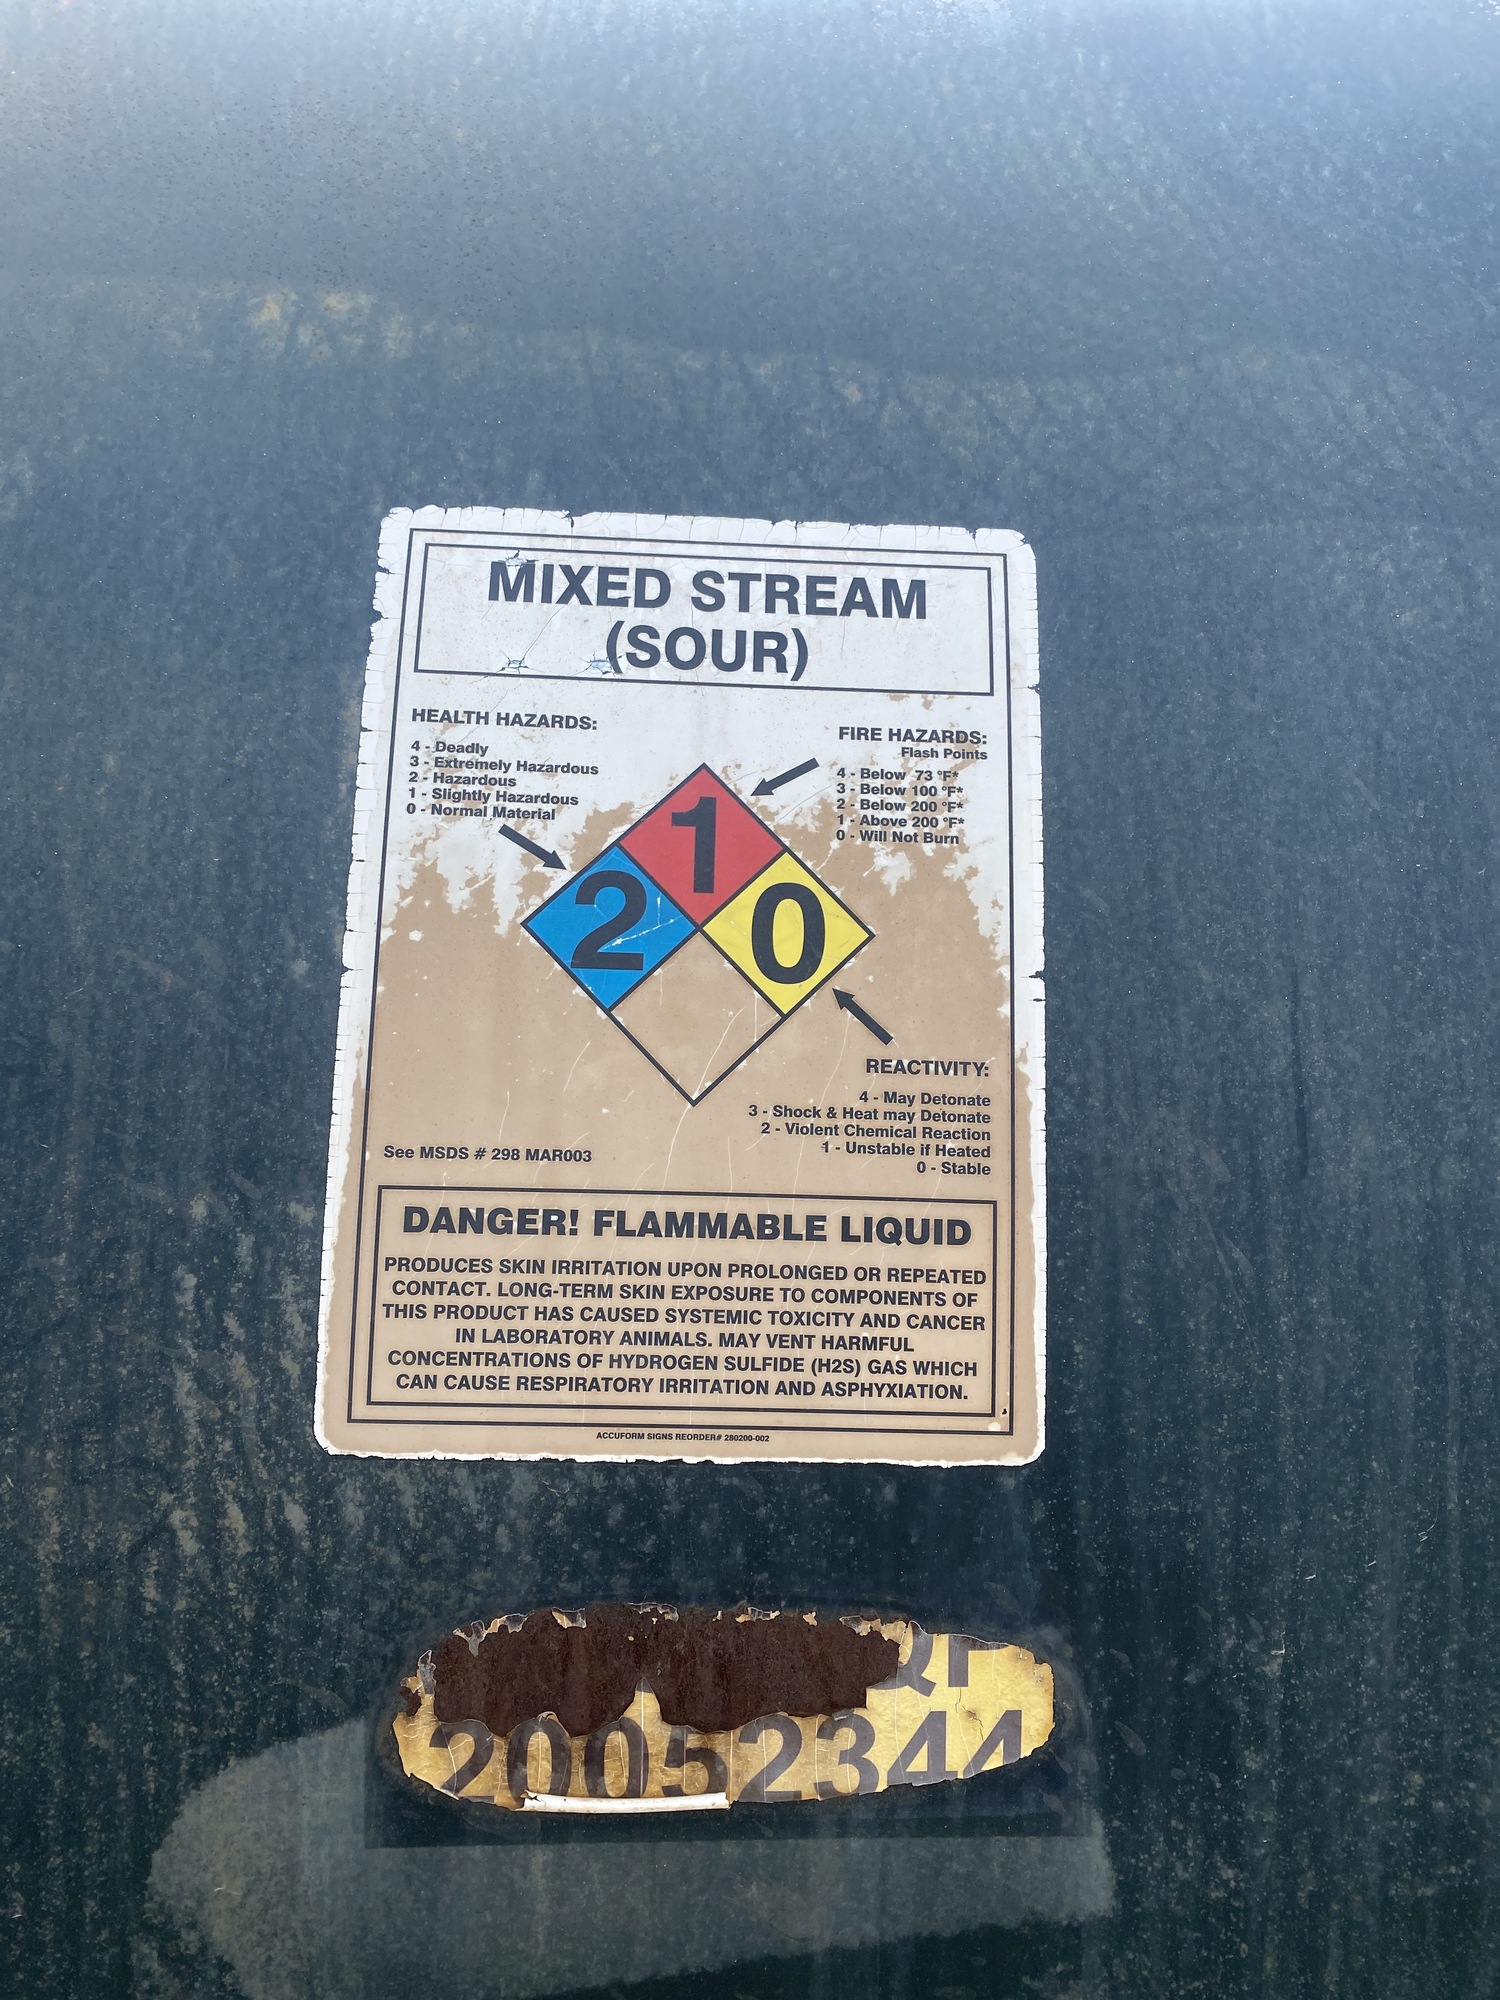 MIXED STREAM
(SOUR)
HEALTH HAZARDS:
4 - Deadly
3 - Extremely Hazardous
2 - Hazardous
1 - Slightly Hazardous
0 - Normal Material
FIRE HAZARDS:
Flash Points
4 - Below 73 °F*
3 - Below 100 °F*
2 - Below 200 °F*
1 - Above 200 °F*
0 - Will Not Burn
1
2
0
REACTIVITY:
4 - May Detonate
3 - Shock & Heat may Detonate
2 - Violent Chemical Reaction
1 - Unstable if Heated
0 - Stable
See MSDS # 298 MAR003
DANGER! FLAMMABLE LIQUID
PRODUCES SKIN IRRITATION UPON PROLONGED OR REPEATED
CONTACT. LONG-TERM SKIN EXPOSURE TO COMPONENTS OF
THIS PRODUCT HAS CAUSED SYSTEMIC TOXICITY AND CANCER
IN LABORATORY ANIMALS. MAY VENT HARMFUL
CONCENTRATIONS OF HYDROGEN SULFIDE (H2S) GAS WHICH
CAN CAUSE RESPIRATORY IRRITATION AND ASPHYXIATION.
ACCUFORM SIGNS REORDER# 280200-002
20052344